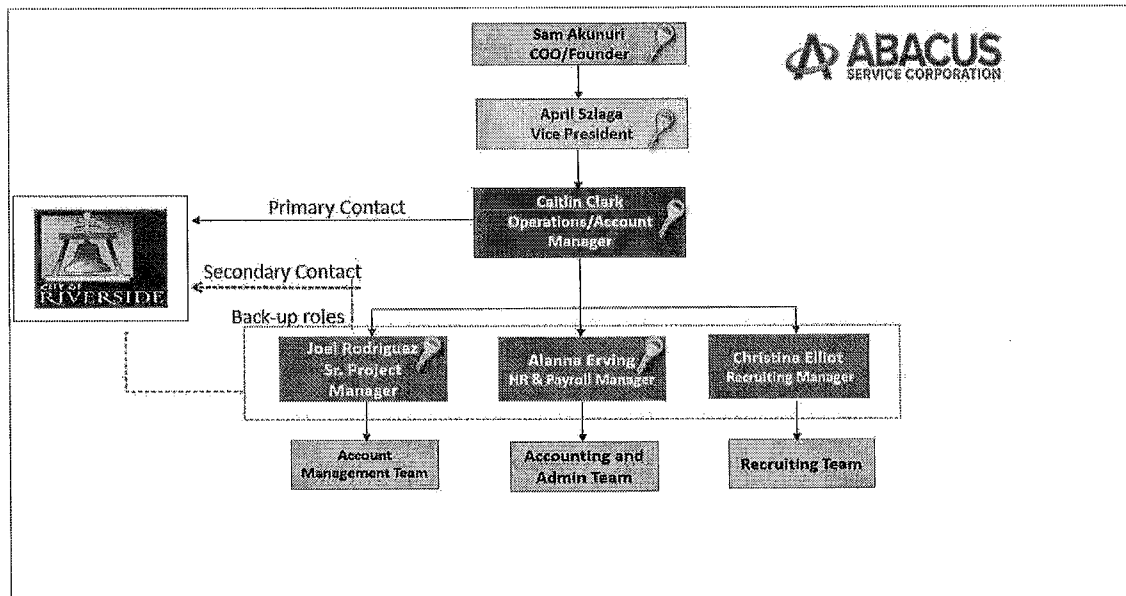 Sam Akunuri
COO/Founder
ABACUS
SERVICE CORPORATION
April Szlaga
Vice President
Caitlin Clark
Operations/Account
Manager
Primary Contact
CITY OF
RIVERSIDE
Secondary Contact
Back-up roles
Joel Rodriguez
Sr. Project
Manager
Alanna Erving
HR & Payroll Manager
Christina Elliot
Recruiting Manager
Account
Management Team
Accounting and
Admin Team
Recruiting Team